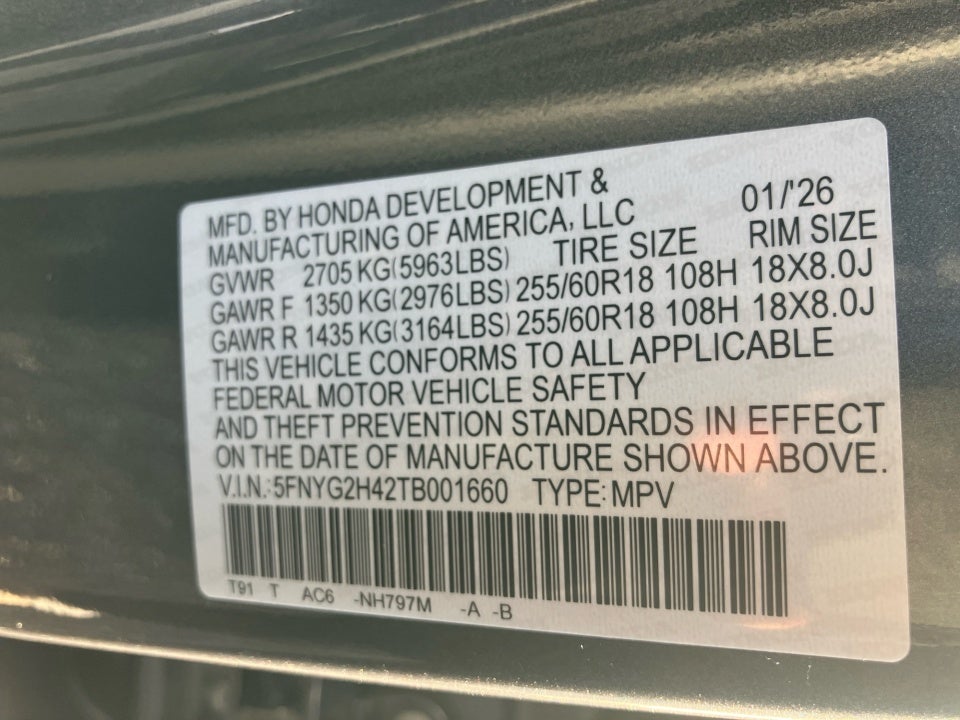 MFD. BY HONDA DEVELOPMENT &
MANUFACTURING OF AMERICA, LLC 01/'26
GVWR 2705 KG(5963LBS) TIRE SIZE RIM SIZE
GAWR F 1350 KG(2976LBS) 255/60R18 108H 18X8.0J
GAWR R 1435 KG(3164LBS) 255/60R18 108H 18X8.0J
THIS VEHICLE CONFORMS TO ALL APPLICABLE
FEDERAL MOTOR VEHICLE SAFETY
AND THEFT PREVENTION STANDARDS IN EFFECT
ON THE DATE OF MANUFACTURE SHOWN ABOVE.
V.I.N.: 5FNYG2H42TB001660 TYPE: MPV
T91 T AC6 -NH797M -A -B